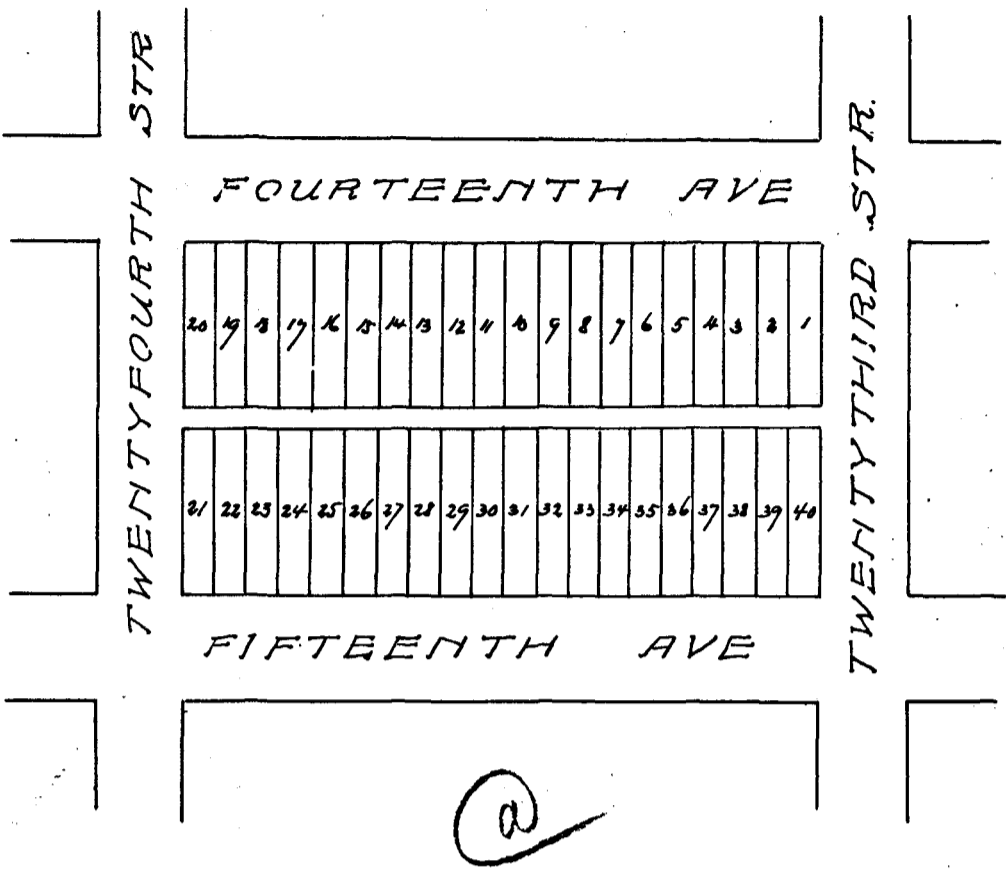 TWENTYFOURTH STR
FOURTEENTH AVE
TWENTYTHIRD STR.
20 19 18 17 16 15 14 13 12 11 10 9 8 7 6 5 4 3 2 1
21 22 23 24 25 26 27 28 29 30 31 32 33 34 35 36 37 38 39 40
FIFTEENTH AVE
a